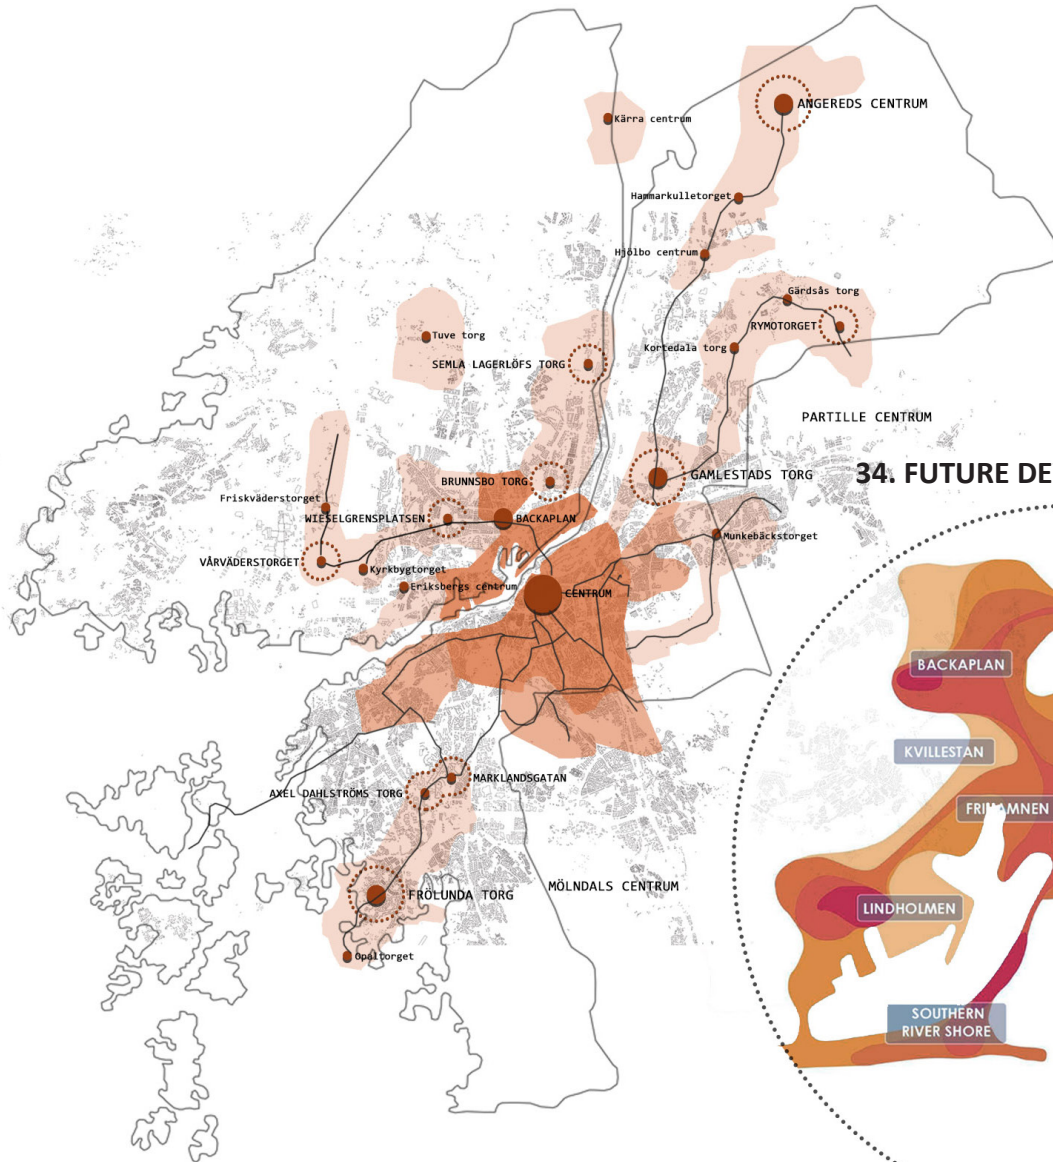 ANGEREDS CENTRUM
Kärra centrum
Hammarkulletorget
Hjölbo centrum
Gärdsås torg
RYMOTORGET
Tuve torg
Kortedala torg
SEMLA LAGERLÖFS TORG
PARTILLE CENTRUM
BRUNNSBO TORG
GAMLESTADS TORG
34. FUTURE DE
Friskväderstorget
WIESELGRENSPLATSEN
BACKAPLAN
Munkebäckstorget
VÅRVÄDERSTORGET
Kyrkbytorget
Eriksbergs centrum
CENTRUM
BACKAPLAN
KVILLESTAN
MARKLANDSGATAN
AXEL DAHLSTRÖMS TORG
FRIHAMNEN
MÖLNDALS CENTRUM
FRÖLUNDA TORG
LINDHOLMEN
Opaltorget
SOUTHERN
RIVER SHORE